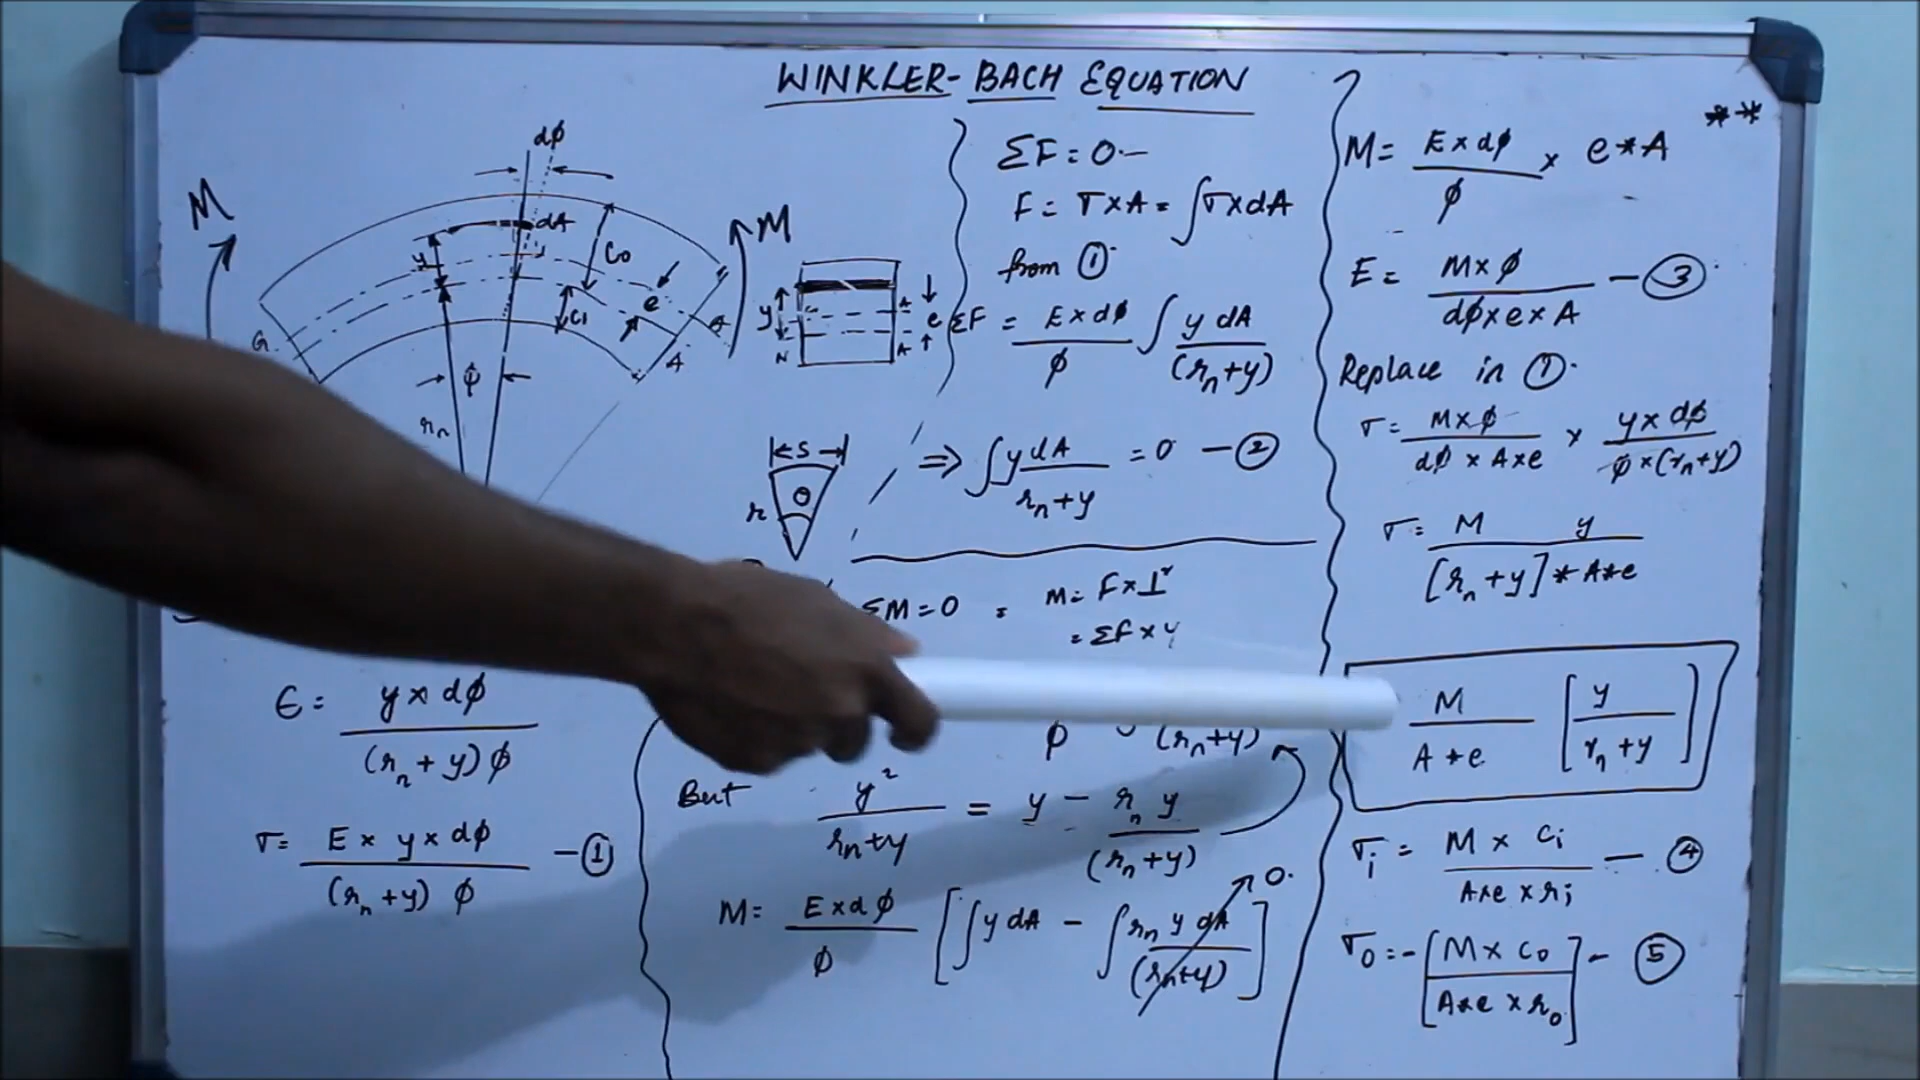 WINKLER-BACH EQUATION
dφ
M
dA
M
y
Co
e
Ci
G
G
A
φ
rn
y
N
A
A
e
S
θ
r
ε = y × dφ / (rn + y) φ
σ = E × y × dφ / (rn + y) φ - ①
ΣF = 0
F = σ × A = ∫σ × dA
from ①
ΣF = E × dφ / φ ∫ y dA / (rn + y)
⇒ ∫ y dA / rn + y = 0 - ②
ΣM = 0 = M = F × ⊥r
= ΣF × y
φ (rn + y)
But y² / rn + y = y - rn y / (rn + y)
M = E × dφ / φ [∫ y dA - ∫ rn y dA / (rn + y)] 0
**
M = E × dφ / φ × e * A
E = M × φ / dφ × e × A - ③
Replace in ①
σ = M × φ / dφ × A × e × y × dφ / φ × (rn + y)
σ = M y / [rn + y] * A * e
M / A * e [y / rn + y]
σi = M × Ci / A*e × ri - ④
σo = - [M × Co / A*e × ro] - ⑤